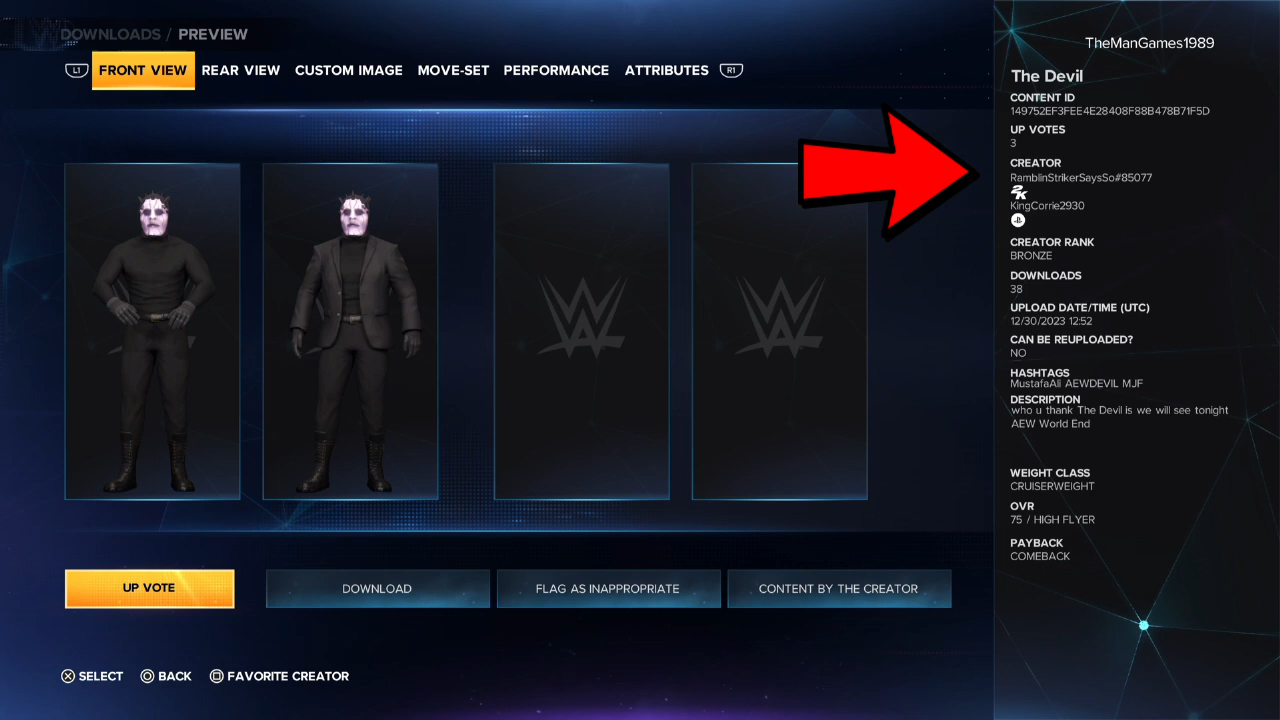 DOWNLOADS / PREVIEW
L1 FRONT VIEW REAR VIEW CUSTOM IMAGE MOVE-SET PERFORMANCE ATTRIBUTES R1
UP VOTE DOWNLOAD FLAG AS INAPPROPRIATE CONTENT BY THE CREATOR
SELECT BACK FAVORITE CREATOR
TheManGames1989
The Devil
CONTENT ID
149752EF3FEE4E28408F88B478B71F5D
UP VOTES
3
CREATOR
RamblinStrikerSaysSo#85077
2K
KingCorrie2930
CREATOR RANK
BRONZE
DOWNLOADS
38
UPLOAD DATE/TIME (UTC)
12/30/2023 12:52
CAN BE REUPLOADED?
NO
HASHTAGS
MustafaAli AEWDEVIL MJF
DESCRIPTION
who u thank The Devil is we will see tonight
AEW World End
WEIGHT CLASS
CRUISERWEIGHT
OVR
75 / HIGH FLYER
PAYBACK
COMEBACK